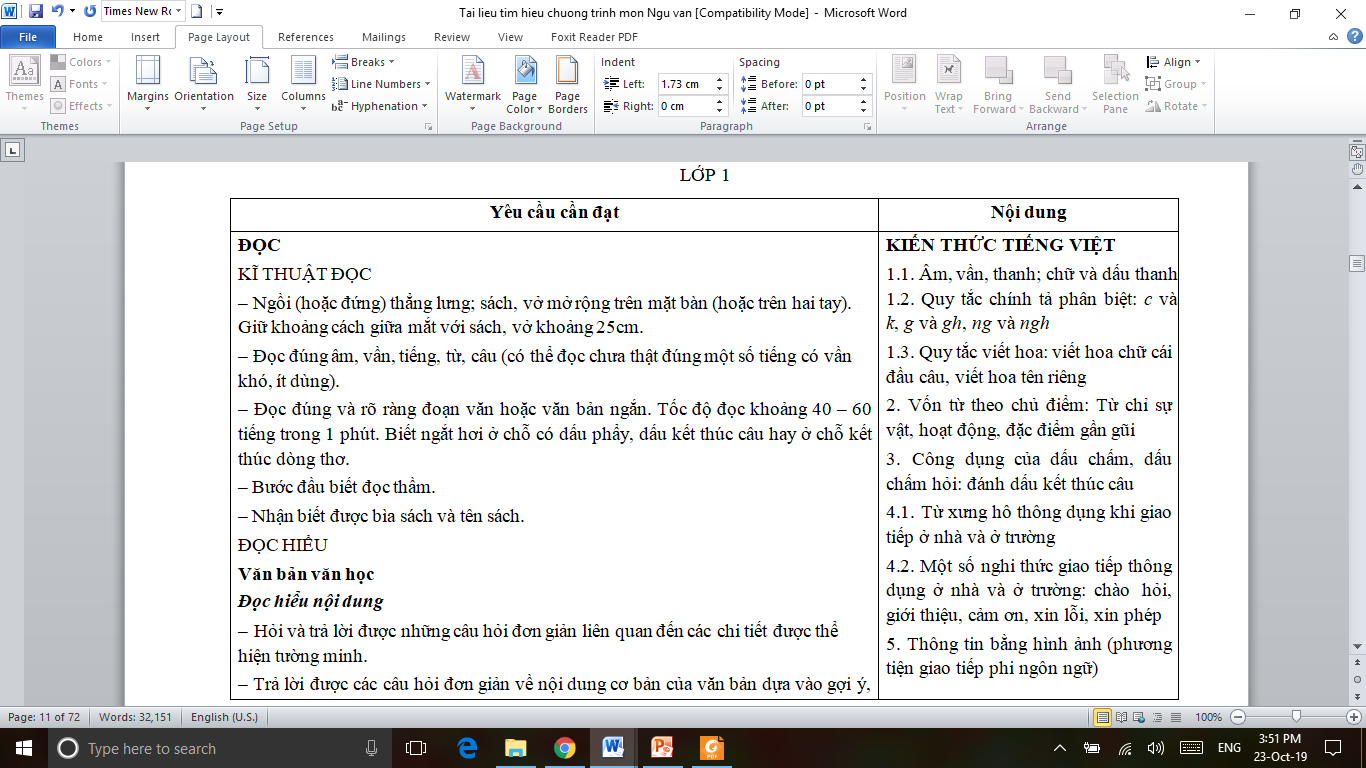 Times New Ro
Tai lieu tim hieu chuong trinh mon Ngu van [Compatibility Mode] - Microsoft Word
File Home Insert Page Layout References Mailings Review View Foxit Reader PDF
Themes
Colors
Fonts
Effects
Themes
Margins Orientation Size Columns
Breaks
Line Numbers
Hyphenation
Page Setup
Watermark Page Color Page Borders
Page Background
Indent
Left: 1.73 cm
Right: 0 cm
Spacing
Before: 0 pt
After: 0 pt
Paragraph
Position Wrap Text Bring Forward Send Backward Selection Pane
Align
Group
Rotate
Arrange
LỚP 1
Yêu cầu cần đạt
ĐỌC
KĨ THUẬT ĐỌC
– Ngồi (hoặc đứng) thẳng lưng; sách, vở mở rộng trên mặt bàn (hoặc trên hai tay).
Giữ khoảng cách giữa mắt với sách, vở khoảng 25cm.
– Đọc đúng âm, vần, tiếng, từ, câu (có thể đọc chưa thật đúng một số tiếng có vần
khó, ít dùng).
– Đọc đúng và rõ ràng đoạn văn hoặc văn bản ngắn. Tốc độ đọc khoảng 40 – 60
tiếng trong 1 phút. Biết ngắt hơi ở chỗ có dấu phẩy, dấu kết thúc câu hay ở chỗ kết
thúc dòng thơ.
– Bước đầu biết đọc thầm.
– Nhận biết được bìa sách và tên sách.
ĐỌC HIỂU
Văn bản văn học
Đọc hiểu nội dung
– Hỏi và trả lời được những câu hỏi đơn giản liên quan đến các chi tiết được thể
hiện tường minh.
– Trả lời được các câu hỏi đơn giản về nội dung cơ bản của văn bản dựa vào gợi ý,
Nội dung
KIẾN THỨC TIẾNG VIỆT
1.1. Âm, vần, thanh; chữ và dấu thanh
1.2. Quy tắc chính tả phân biệt: c và
k, g và gh, ng và ngh
1.3. Quy tắc viết hoa: viết hoa chữ cái
đầu câu, viết hoa tên riêng
2. Vốn từ theo chủ điểm: Từ chỉ sự
vật, hoạt động, đặc điểm gần gũi
3. Công dụng của dấu chấm, dấu
chấm hỏi: đánh dấu kết thúc câu
4.1. Từ xưng hô thông dụng khi giao
tiếp ở nhà và ở trường
4.2. Một số nghi thức giao tiếp thông
dụng ở nhà và ở trường: chào hỏi,
giới thiệu, cảm ơn, xin lỗi, xin phép
5. Thông tin bằng hình ảnh (phương
tiện giao tiếp phi ngôn ngữ)
Page: 11 of 72 Words: 32,151 English (U.S.) 100%
Type here to search
ENG
3:51 PM
23-Oct-19